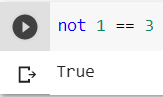 not 1 == 3
True